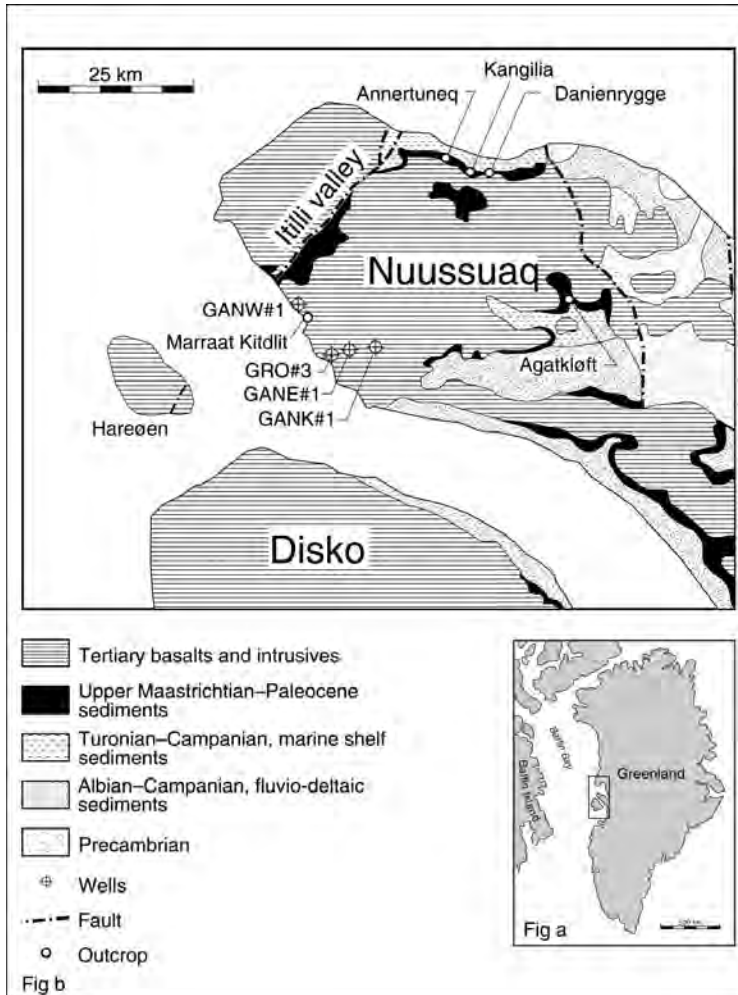 25 km
Kangilia
Annertuneq
Danienrygge
Itilli valley
Nuussuaq
GANW#1
Marraat Kitdlit
GRO#3
GANE#1
GANK#1
Agatkløft
Hareøen
Disko
Tertiary basalts and intrusives
Upper Maastrichtian–Paleocene
sediments
Turonian–Campanian, marine shelf
sediments
Albian–Campanian, fluvio-deltaic
sediments
Precambrian
Wells
Fault
Outcrop
Fig b
Baffin Bay
Baffin Island
Greenland
Fig a